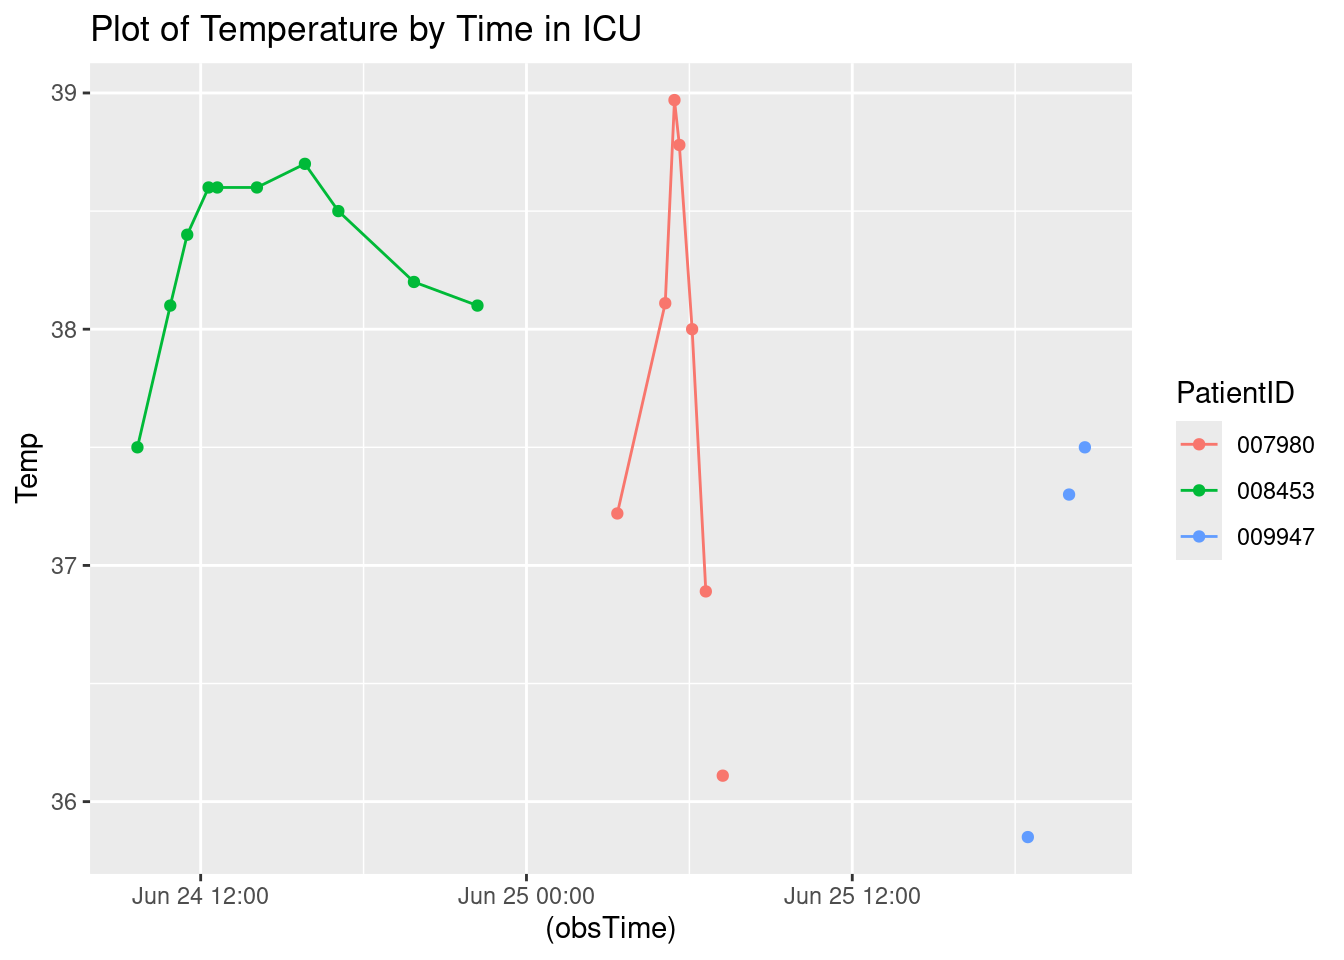 Plot of Temperature by Time in ICU
39
38
37
36
Temp
Jun 24 12:00
Jun 25 00:00
Jun 25 12:00
(obsTime)
PatientID
007980
008453
009947